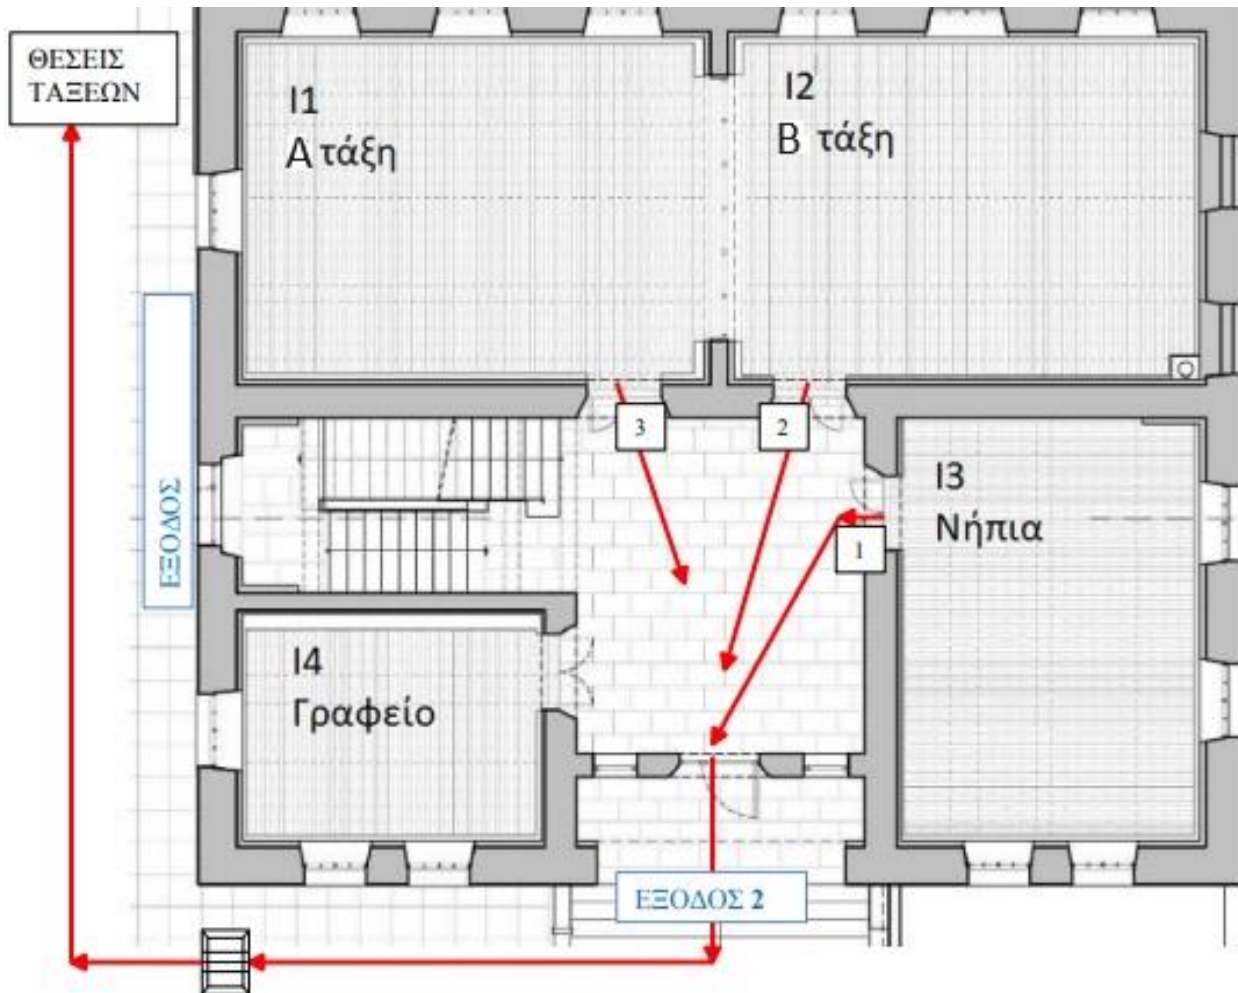 ΘΕΣΕΙΣ
ΤΑΞΕΩΝ
Ι1
Α τάξη
Ι2
Β τάξη
3
2
Ι3
Νήπια
1
ΕΞΟΔΟΣ
Ι4
Γραφείο
ΕΞΟΔΟΣ 2